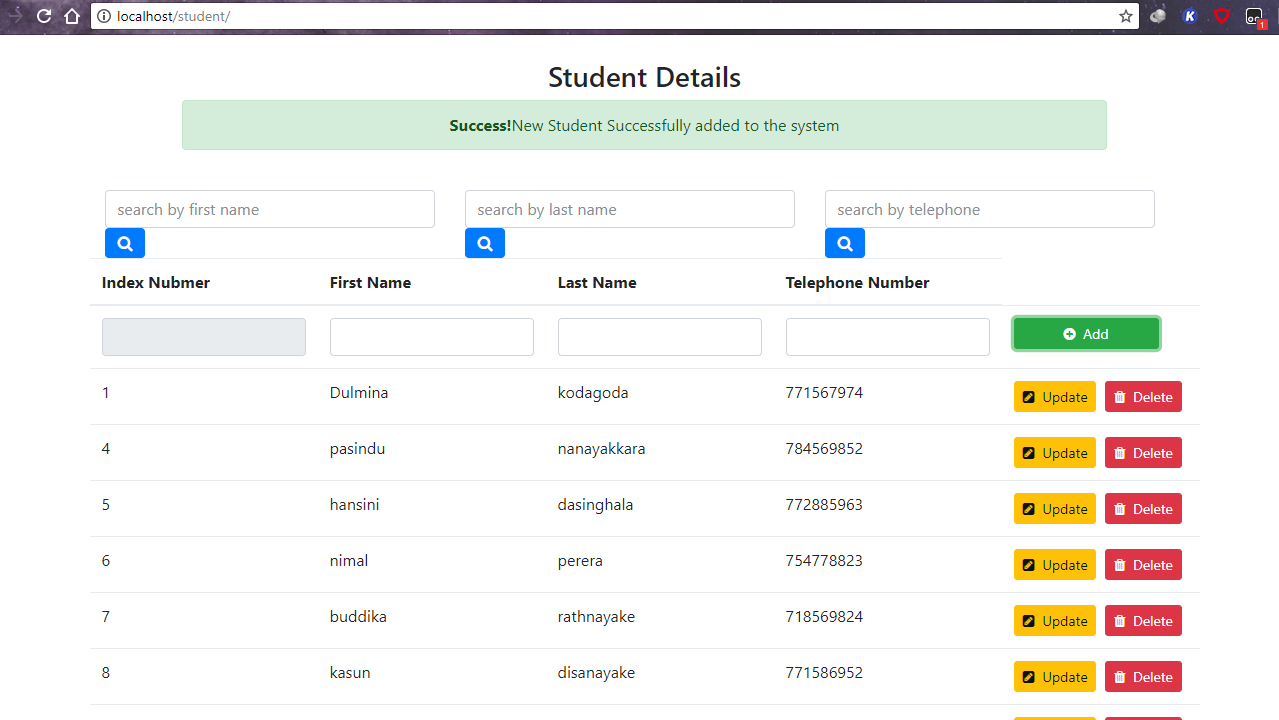 localhost/student/
K
1
Student Details
Success!New Student Successfully added to the system
search by first name search by last name search by telephone
Index Nubmer First Name Last Name Telephone Number
Add
1 Dulmina kodagoda 771567974 Update Delete
4 pasindu nanayakkara 784569852 Update Delete
5 hansini dasinghala 772885963 Update Delete
6 nimal perera 754778823 Update Delete
7 buddika rathnayake 718569824 Update Delete
8 kasun disanayake 771586952 Update Delete